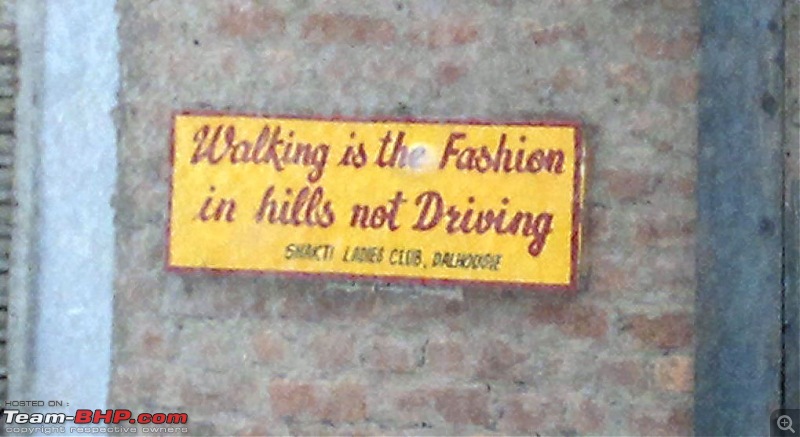 Walking is the Fashion
in hills not Driving
SHAKTI LADIES CLUB, DALHOUSIE
HOSTED ON :
Team-BHP.com
copyright respective owners